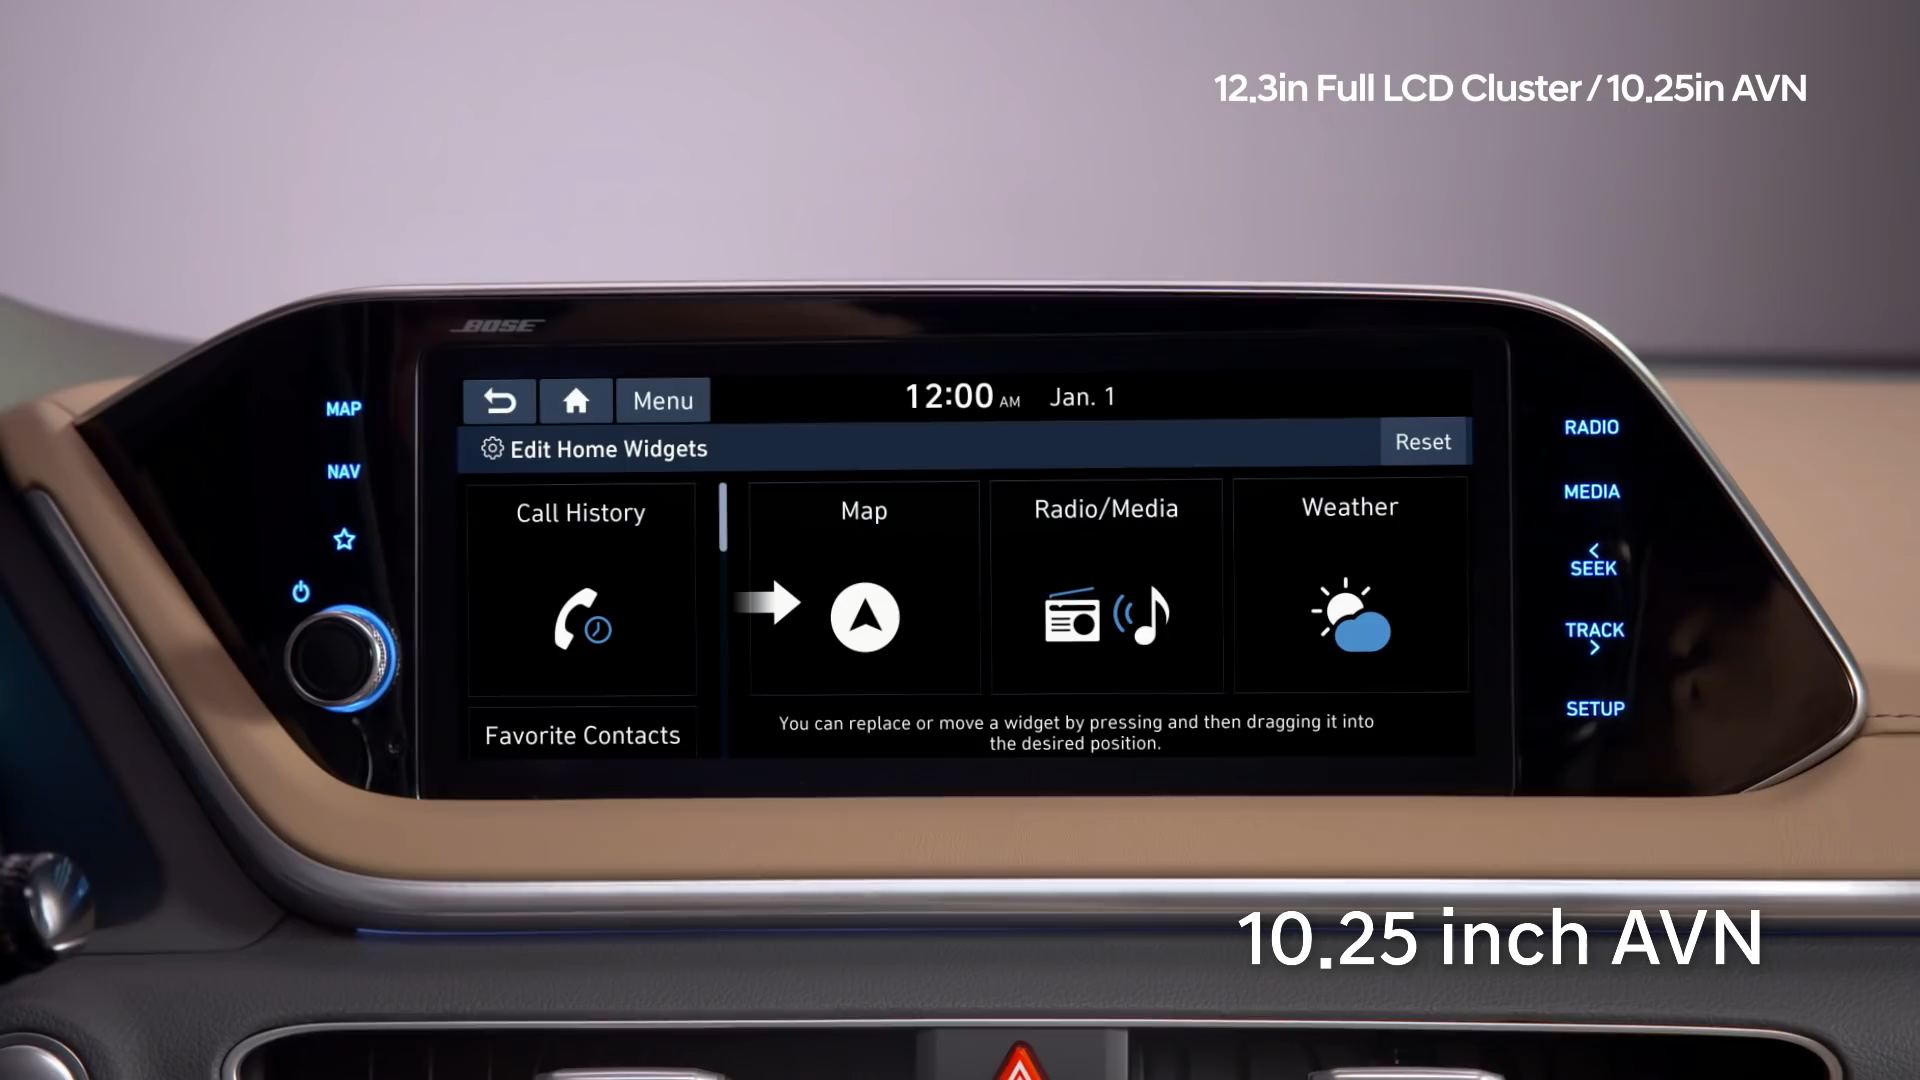 12.3in Full LCD Cluster / 10.25in AVN
BOSE
MAP
NAV
Menu
12:00 AM Jan. 1
Edit Home Widgets
Reset
Call History
Map
Radio/Media
Weather
Favorite Contacts
You can replace or move a widget by pressing and then dragging it into
the desired position.
RADIO
MEDIA
< SEEK
TRACK >
SETUP
10.25 inch AVN